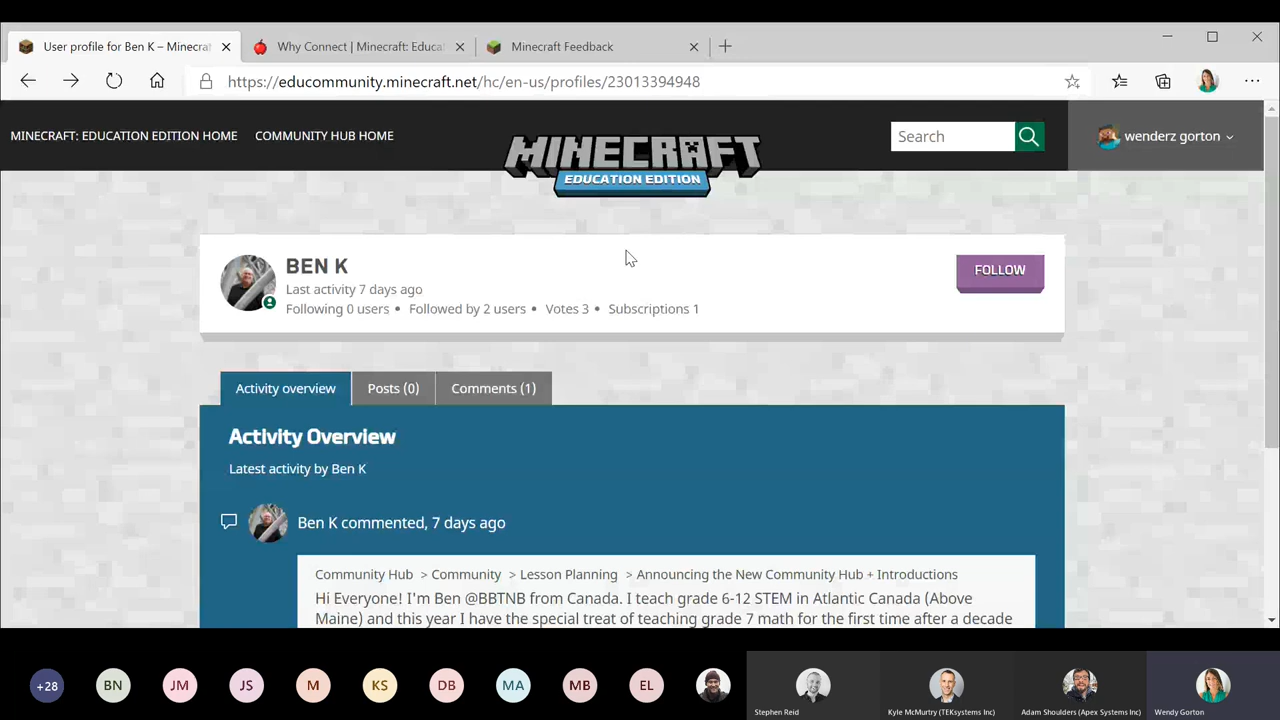 User profile for Ben K – Minecra
Why Connect | Minecraft: Educa
Minecraft Feedback
https://educommunity.minecraft.net/hc/en-us/profiles/23013394948
MINECRAFT: EDUCATION EDITION HOME
COMMUNITY HUB HOME
MINECRAFT
EDUCATION EDITION
Search
wenderz gorton
BEN K
Last activity 7 days ago
Following 0 users • Followed by 2 users • Votes 3 • Subscriptions 1
FOLLOW
Activity overview
Posts (0)
Comments (1)
Activity Overview
Latest activity by Ben K
Ben K commented, 7 days ago
Community Hub > Community > Lesson Planning > Announcing the New Community Hub + Introductions
Hi Everyone! I'm Ben @BBTNB from Canada. I teach grade 6-12 STEM in Atlantic Canada (Above
Maine) and this year I have the special treat of teaching grade 7 math for the first time after a decade
+28
BN
JM
JS
M
KS
DB
MA
MB
EL
Stephen Reid
Kyle McMurtry (TEKsystems Inc)
Adam Shoulders (Apex Systems Inc)
Wendy Gorton